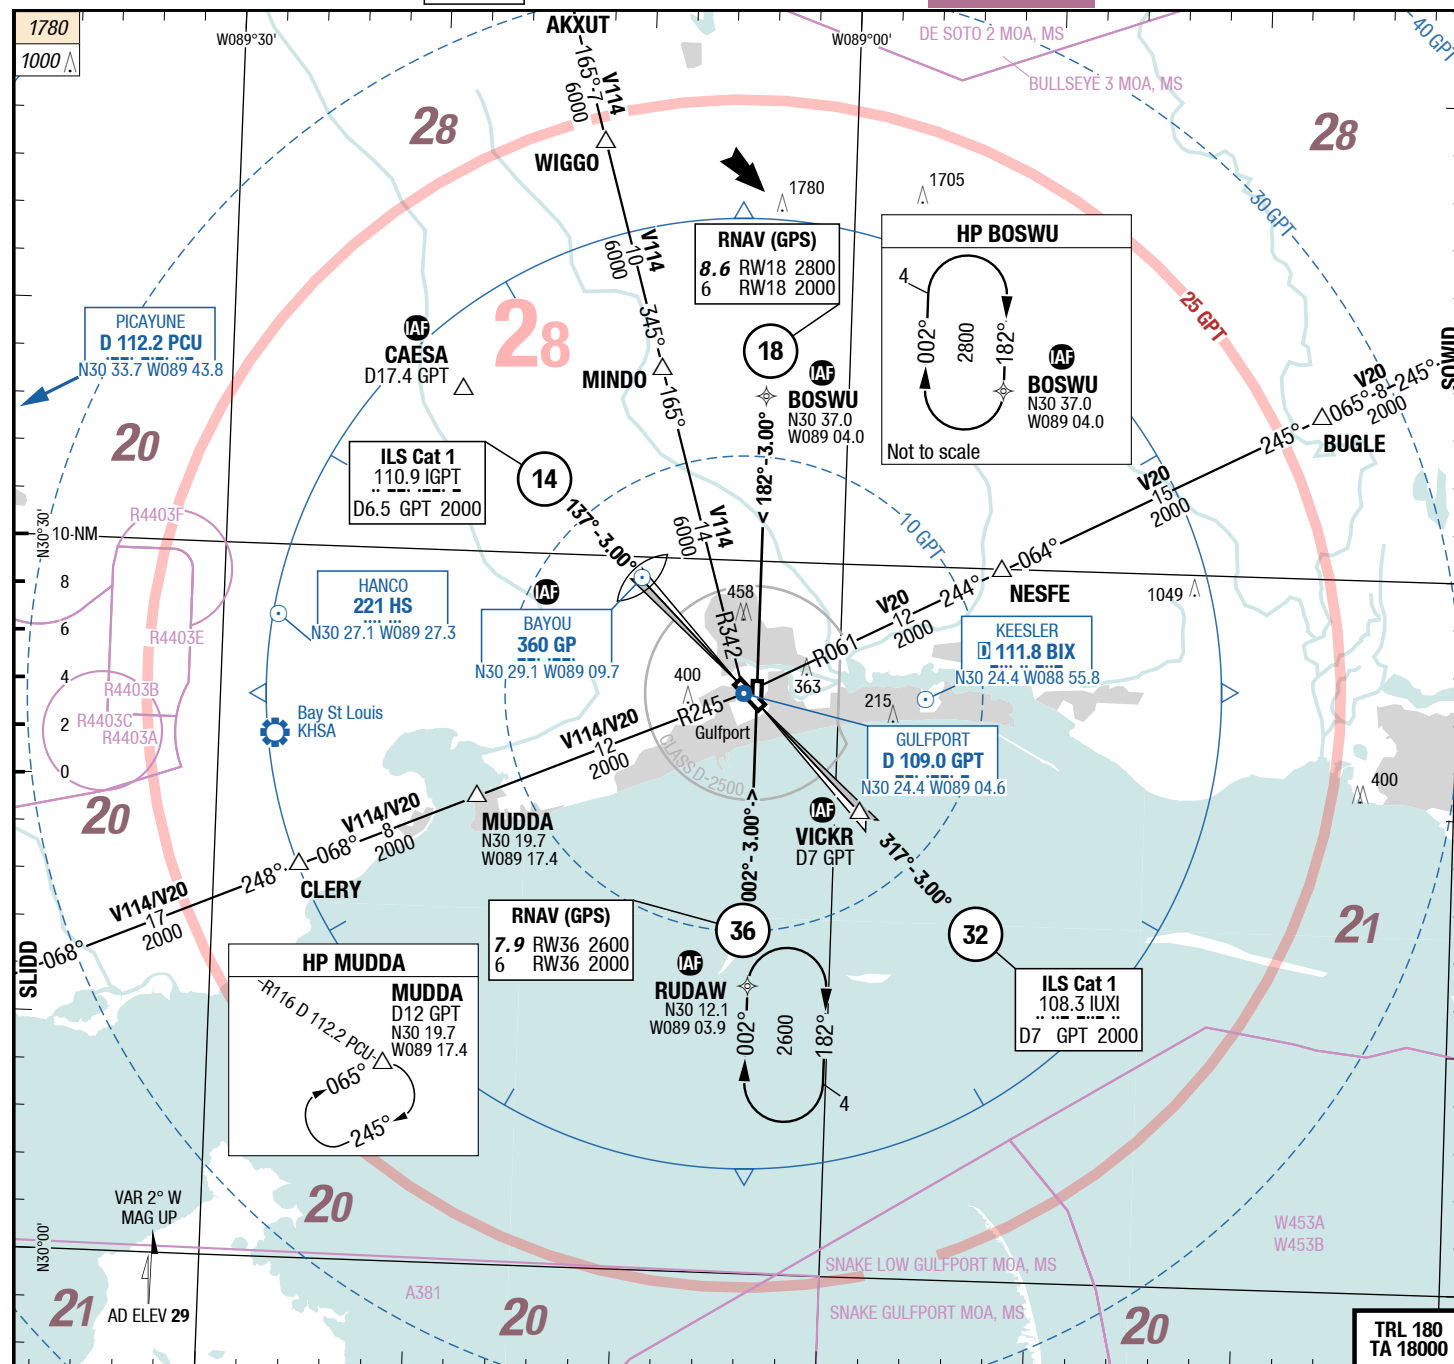 1780
1000
W089°30'
AKXUT
165°-7
V114
6000
W089°00'
DE SOTO 2 MOA, MS
BULLSEYE 3 MOA, MS
40 GPT
28
28
WIGGO
1780
1705
30 GPT
V114
10
6000
345°
RNAV (GPS)
8.6 RW18 2800
6 RW18 2000
HP BOSWU
4
002°
2800
182°
IAF
BOSWU
N30 37.0
W089 04.0
Not to scale
25 GPT
PICAYUNE
D 112.2 PCU
N30 33.7 W089 43.8
IAF
CAESA
D17.4 GPT
28
MINDO
165°
18
IAF
BOSWU
N30 37.0
W089 04.0
SOWID
V20
065°-8-245°
2000
BUGLE
245°
20
ILS Cat 1
110.9 IGPT
D6.5 GPT 2000
14
137°-3.00°
< 182°-3.00°
V114
14
6000
10 GPT
V20
15
2000
R4403F
N30°30'
10-NM
8
6
4
2
0
HANCO
221 HS
N30 27.1 W089 27.3
IAF
BAYOU
360 GP
N30 29.1 W089 09.7
458
R342
064°
NESFE
244°
V20
12
2000
R061
1049
R4403E
R4403B
R4403C
R4403A
KEESLER
D 111.8 BIX
N30 24.4 W088 55.8
400
363
215
Bay St Louis
KHSA
R245
Gulfport
V114/V20
12
2000
CLASS D-2500
GULFPORT
D 109.0 GPT
N30 24.4 W089 04.6
400
20
MUDDA
N30 19.7
W089 17.4
V114/V20
8
2000
068°
248°
CLERY
IAF
VICKR
D7 GPT
317°-3.00°
002°-3.00°->
V114/V20
17
2000
068°
SLIDD
RNAV (GPS)
7.9 RW36 2600
6 RW36 2000
36
32
21
HP MUDDA
R116 D 112.2 PCU
MUDDA
D12 GPT
N30 19.7
W089 17.4
065°
245°
IAF
RUDAW
N30 12.1
W089 03.9
002°
2600
182°
4
ILS Cat 1
108.3 IUXI
D7 GPT 2000
VAR 2° W
MAG UP
20
N30°00'
W453A
W453B
SNAKE LOW GULFPORT MOA, MS
A381
SNAKE GULFPORT MOA, MS
21
AD ELEV 29
20
20
TRL 180
TA 18000